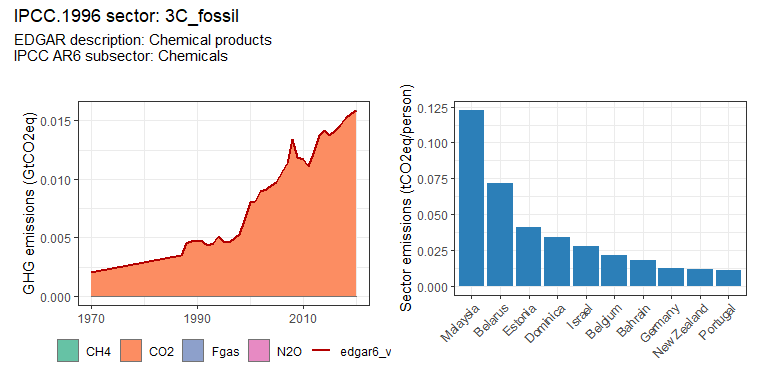 IPCC.1996 sector: 3C_fossil
EDGAR description: Chemical products
IPCC AR6 subsector: Chemicals
GHG emissions (GtCO2eq)
0.015
0.010
0.005
0.000
1970
1990
2010
CH4
CO2
Fgas
N2O
edgar6_v
Sector emissions (tCO2eq/person)
0.125
0.100
0.075
0.050
0.025
0.000
Malaysia
Belarus
Estonia
Dominica
Israel
Belgium
Bahrain
Germany
New Zealand
Portugal